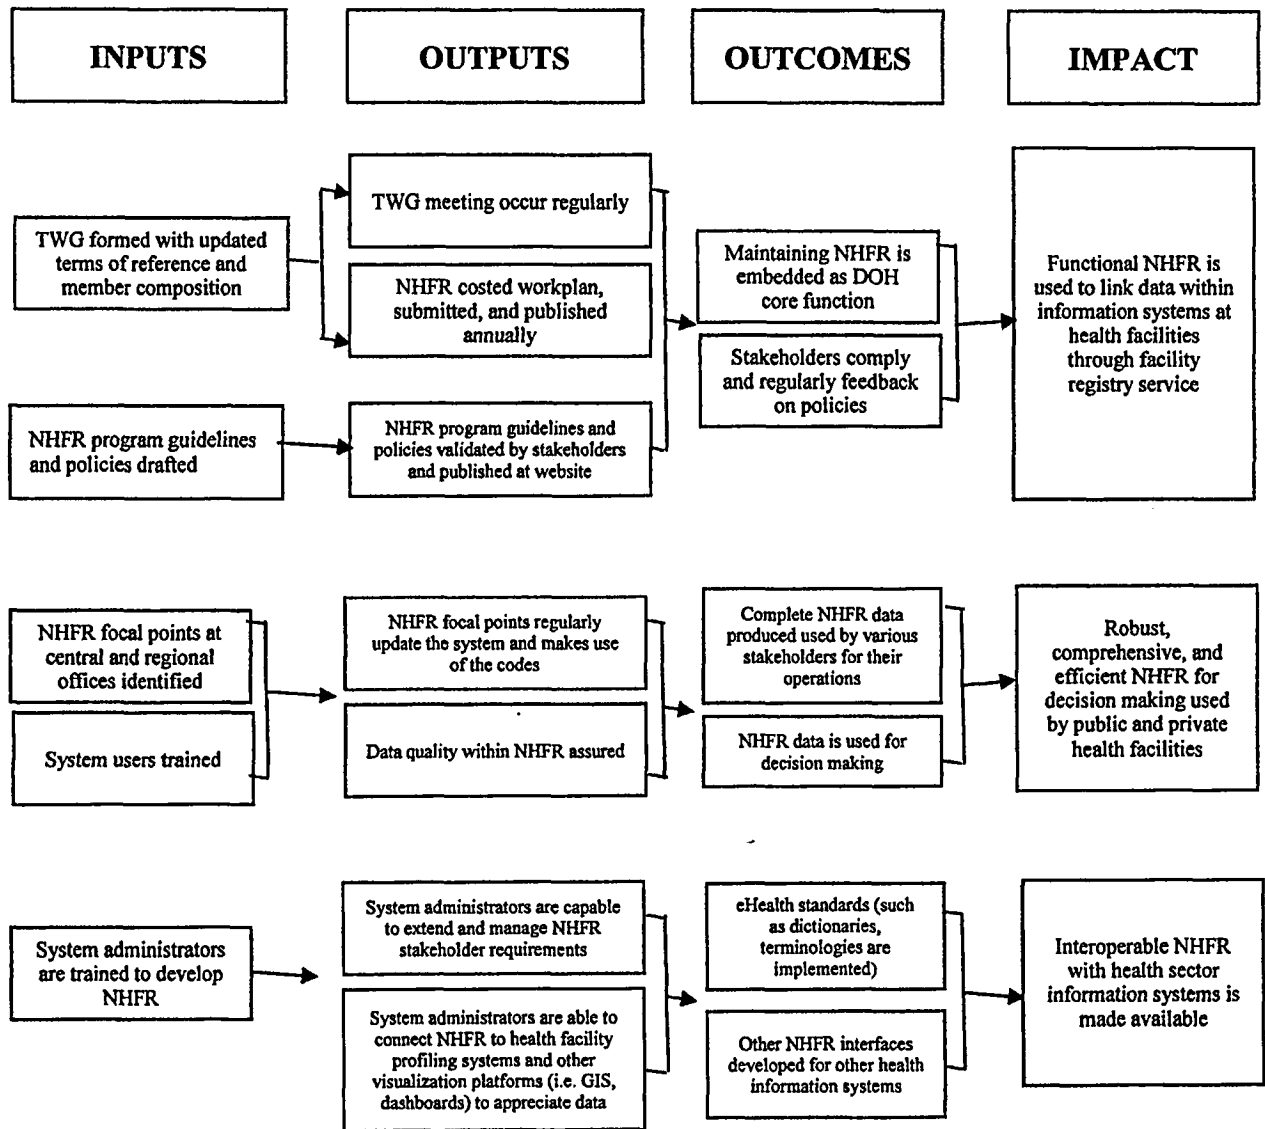 INPUTS
OUTPUTS
OUTCOMES
IMPACT
TWG formed with updated
terms of reference and
member composition
NHFR program guidelines
and policies drafted
TWG meeting occur regularly
NHFR costed workplan,
submitted, and published
annually
NHFR program guidelines and
policies validated by stakeholders
and published at website
Maintaining NHFR is
embedded as DOH
core function
Stakeholders comply
and regularly feedback
on policies
Functional NHFR is
used to link data within
information systems at
health facilities
through facility
registry service
NHFR focal points at
central and regional
offices identified
System users trained
NHFR focal points regularly
update the system and makes use
of the codes
Data quality within NHFR assured
Complete NHFR data
produced used by various
stakeholders for their
operations
NHFR data is used for
decision making
Robust,
comprehensive, and
efficient NHFR for
decision making used
by public and private
health facilities
System administrators
are trained to develop
NHFR
System administrators are capable
to extend and manage NHFR
stakeholder requirements
System administrators are able to
connect NHFR to health facility
profiling systems and other
visualization platforms (i.e. GIS,
dashboards) to appreciate data
eHealth standards (such
as dictionaries,
terminologies are
implemented)
Other NHFR interfaces
developed for other health
information systems
Interoperable NHFR
with health sector
information systems is
made available